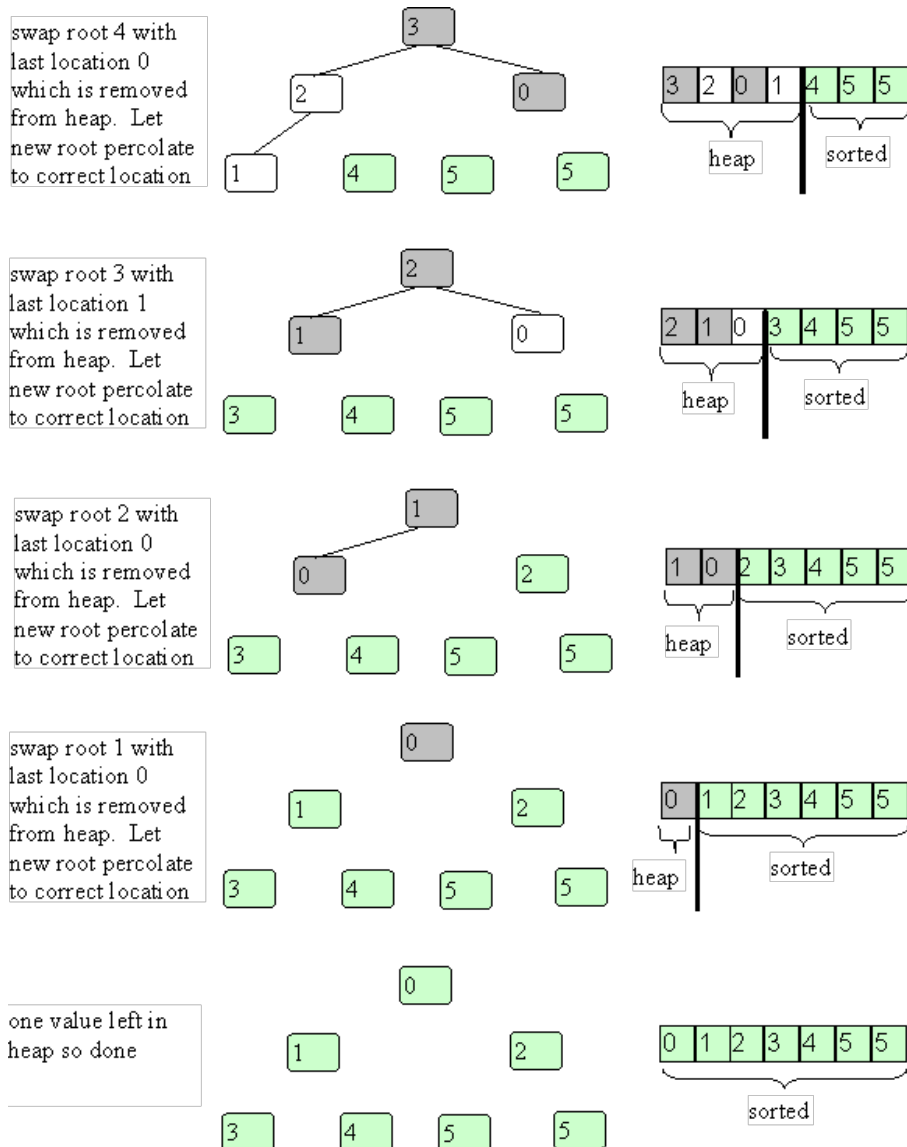 swap root 4 with
last location 0
which is removed
from heap. Let
new root percolate
to correct location
3
2
0
1
4
5
5
3 2 0 1 4 5 5
heap
sorted
swap root 3 with
last location 1
which is removed
from heap. Let
new root percolate
to correct location
2
1
0
3
4
5
5
2 1 0 3 4 5 5
heap
sorted
swap root 2 with
last location 0
which is removed
from heap. Let
new root percolate
to correct location
1
0
2
3
4
5
5
1 0 2 3 4 5 5
heap
sorted
swap root 1 with
last location 0
which is removed
from heap. Let
new root percolate
to correct location
0
1
2
3
4
5
5
0 1 2 3 4 5 5
heap
sorted
one value left in
heap so done
0
1
2
3
4
5
5
0 1 2 3 4 5 5
sorted